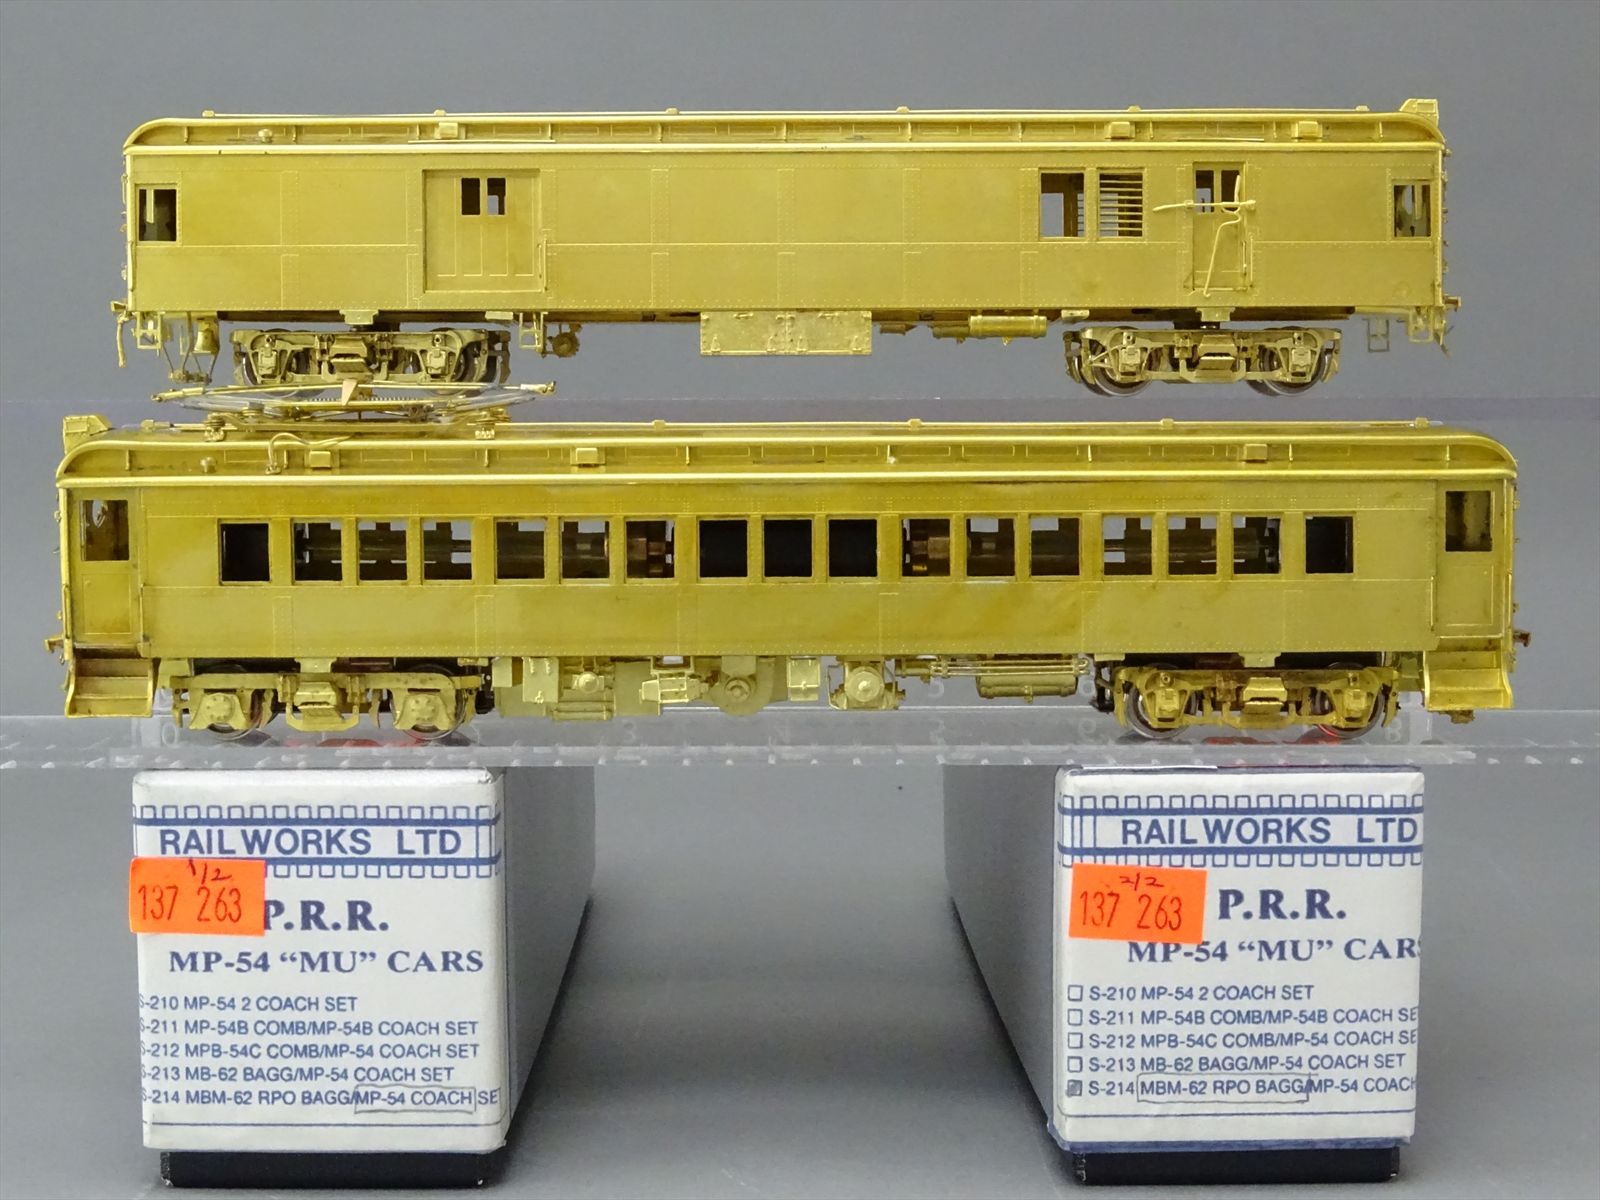 RAILWORKS LTD
1/2
137 263
P.R.R.
MP-54 “MU” CARS
S-210 MP-54 2 COACH SET
S-211 MP-54B COMB/MP-54B COACH SET
S-212 MPB-54C COMB/MP-54 COACH SET
S-213 MB-62 BAGG/MP-54 COACH SET
S-214 MBM-62 RPO BAGG/MP-54 COACH SE
RAILWORKS LTD
2/2
137 263
P.R.R.
MP-54 “MU” CARS
S-210 MP-54 2 COACH SET
S-211 MP-54B COMB/MP-54B COACH SE
S-212 MPB-54C COMB/MP-54 COACH SE
S-213 MB-62 BAGG/MP-54 COACH SET
S-214 MBM-62 RPO BAGG/MP-54 COACH